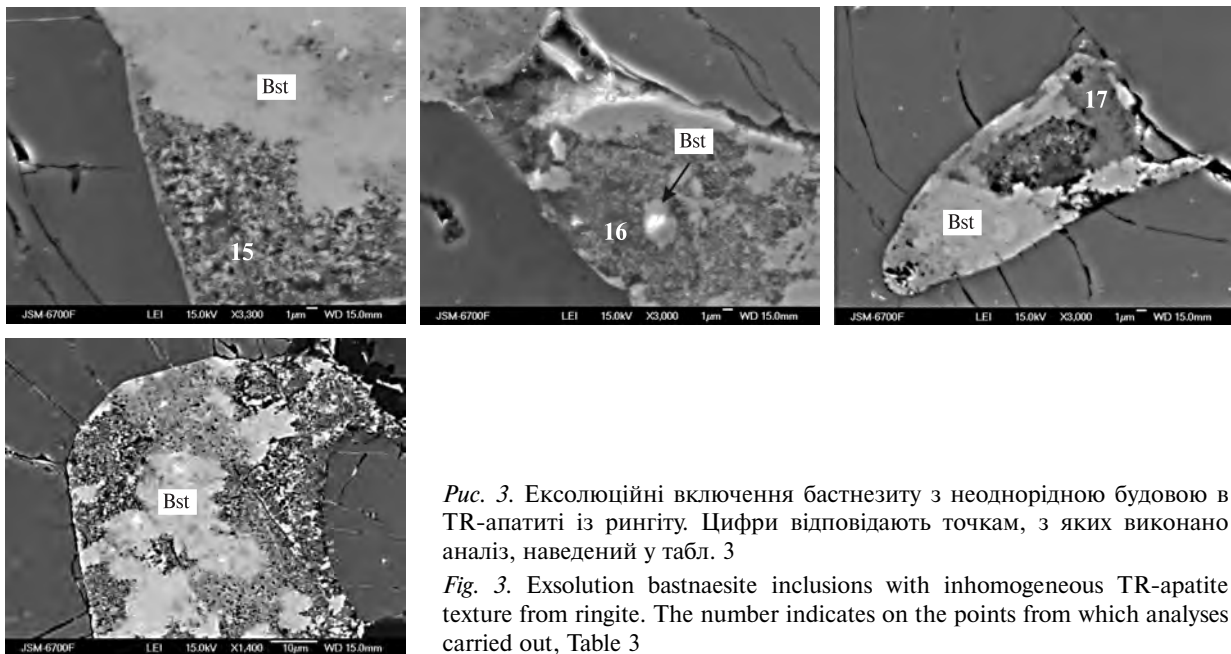 Bst
15
JSM-6700F LEI 15.0kV X3,300 1µm WD 15.0mm
Bst
16
JSM-6700F LEI 15.0kV X3,000 1µm WD 15.0mm
17
Bst
JSM-6700F LEI 15.0kV X3,000 1µm WD 15.0mm
Bst
JSM-6700F LEI 15.0kV X1,400 10µm WD 15.0mm
Рис. 3. Ексолюційні включення бастнезиту з неоднорідною будовою в
TR-апатиті із рингіту. Цифри відповідають точкам, з яких виконано
аналіз, наведений у табл. 3
Fig. 3. Exsolution bastnaesite inclusions with inhomogeneous TR-apatite
texture from ringite. The number indicates on the points from which analyses
carried out, Table 3